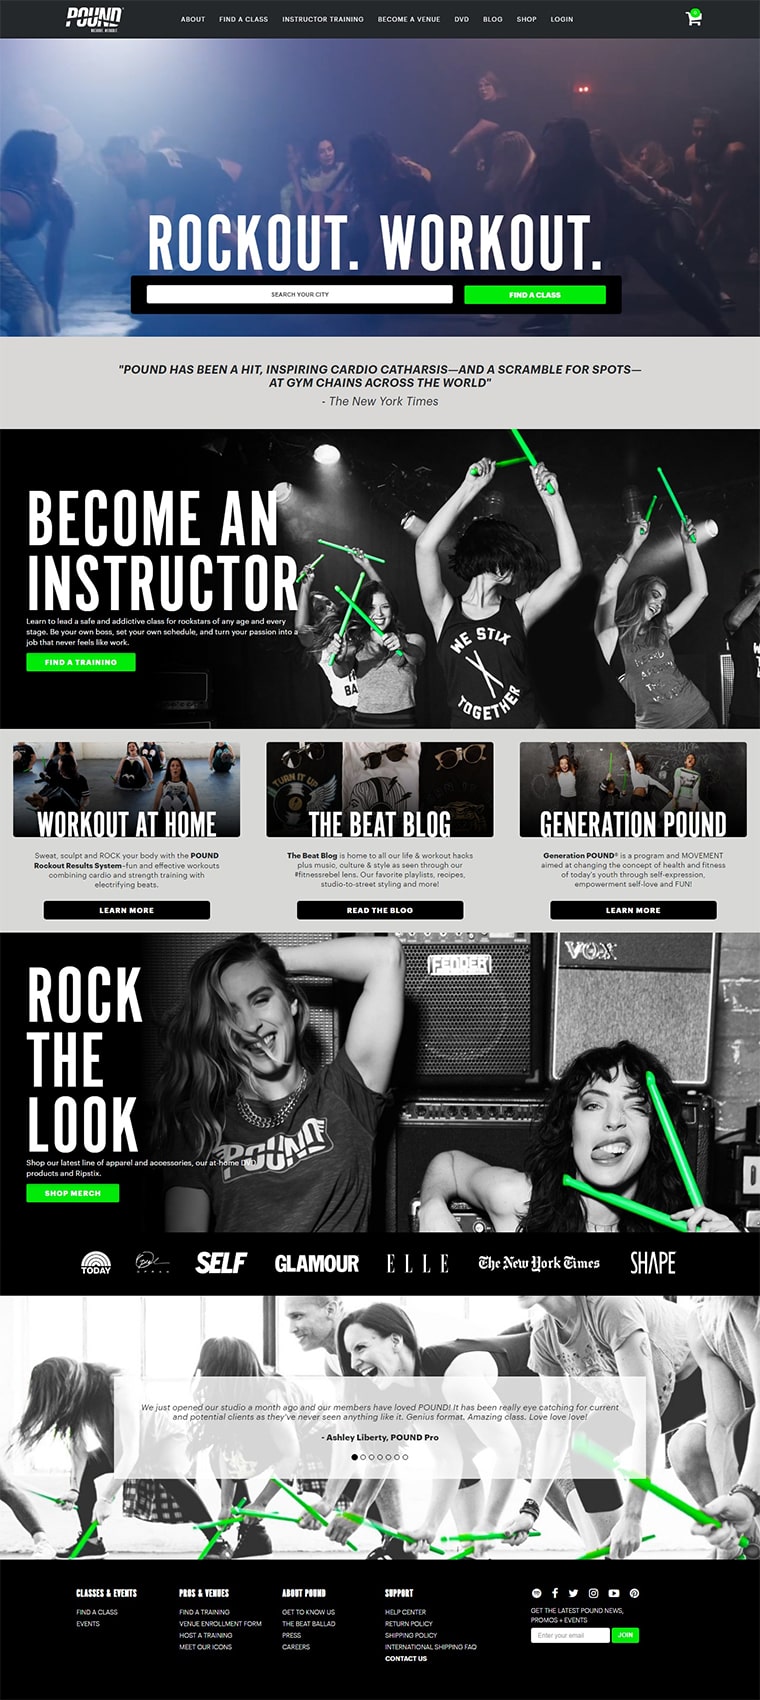 POUND
ROCKOUT. WORKOUT.
ABOUT FIND A CLASS INSTRUCTOR TRAINING BECOME A VENUE DVD BLOG SHOP LOGIN
ROCKOUT. WORKOUT.
SEARCH YOUR CITY
FIND A CLASS
"POUND HAS BEEN A HIT, INSPIRING CARDIO CATHARSIS—AND A SCRAMBLE FOR SPOTS—
AT GYM CHAINS ACROSS THE WORLD"
- The New York Times
BECOME AN
INSTRUCTOR
Learn to lead a safe and addictive class for rockstars of any age and every
stage. Be your own boss, set your own schedule, and turn your passion into a
job that never feels like work.
FIND A TRAINING
WE STIX
TOGETHER
WORKOUT AT HOME
Sweat, sculpt and ROCK your body with the POUND
Rockout Results System–fun and effective workouts
combining cardio and strength training with
electrifying beats.
LEARN MORE
TURN IT UP
THE BEAT BLOG
The Beat Blog is home to all our life & workout hacks
plus music, culture & style as seen through our
#fitnessrebel lens. Our favorite playlists, recipes,
studio-to-street styling and more!
READ THE BLOG
GENERATION POUND
Generation POUND® is a program and MOVEMENT
aimed at changing the concept of health and fitness
of today's youth through self-expression,
empowerment self-love and FUN!
LEARN MORE
ROCK
THE
LOOK
Shop our latest line of apparel and accessories, our at-home DVD
products and Ripstix.
SHOP MERCH
FENDER
VOX
POUND
TODAY
SELF
GLAMOUR
ELLE
The New York Times
SHAPE
We just opened our studio a month ago and our members have loved POUND! It has been really eye catching for current
and potential clients as they've never seen anything like it. Genius format. Amazing class. Love love love!
- Ashley Liberty, POUND Pro
CLASSES & EVENTS
FIND A CLASS
EVENTS
PROS & VENUES
FIND A TRAINING
VENUE ENROLLMENT FORM
HOST A TRAINING
MEET OUR ICONS
ABOUT POUND
GET TO KNOW US
THE BEAT BALLAD
PRESS
CAREERS
SUPPORT
HELP CENTER
RETURN POLICY
SHIPPING POLICY
INTERNATIONAL SHIPPING FAQ
CONTACT US
GET THE LATEST POUND NEWS,
PROMOS + EVENTS
Enter your email
JOIN